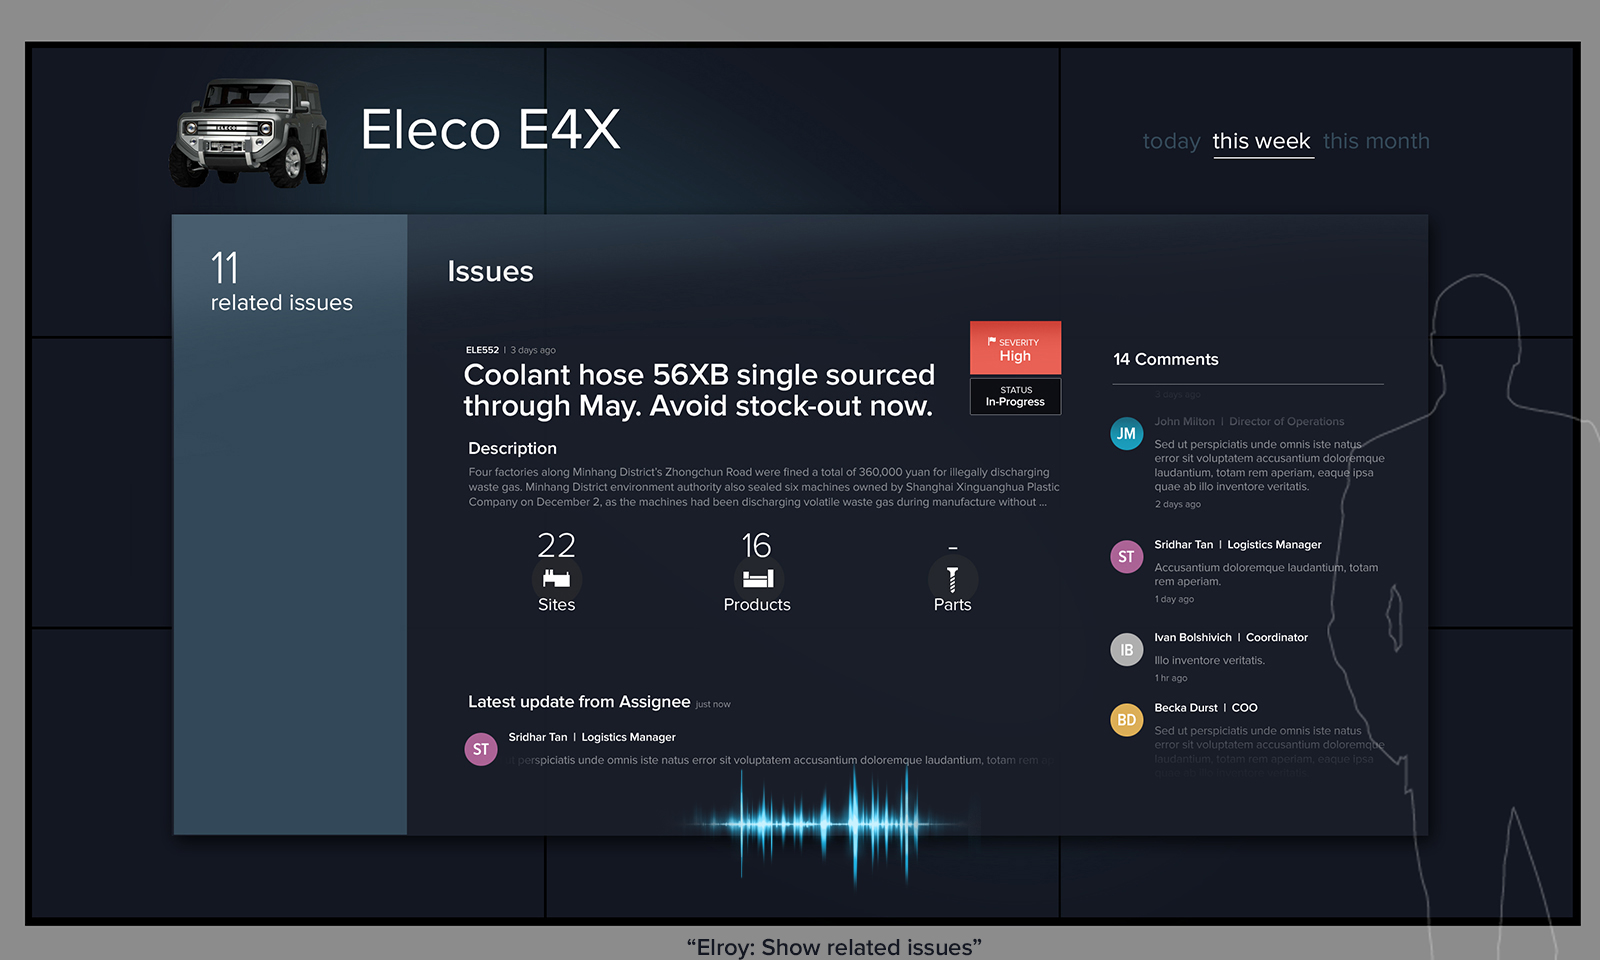 Eleco E4X
ELECO
today this week this month
11
related issues
Issues
ELE552 | 3 days ago
Coolant hose 56XB single sourced
through May. Avoid stock-out now.
SEVERITY
High
STATUS
In-Progress
Description
Four factories along Minhang District's Zhongchun Road were fined a total of 360,000 yuan for illegally discharging
waste gas. Minhang District environment authority also sealed six machines owned by Shanghai Xinguanghua Plastic
Company on December 2, as the machines had been discharging volatile waste gas during manufacture without ...
22
Sites
16
Products
-
Parts
Latest update from Assignee just now
ST
Sridhar Tan | Logistics Manager
ut perspiciatis unde omnis iste natus error sit voluptatem accusantium doloremque laudantium, totam rem
14 Comments
3 days ago
JM
John Milton | Director of Operations
Sed ut perspiciatis unde omnis iste natus
error sit voluptatem accusantium doloremque
laudantium, totam rem aperiam, eaque ipsa
quae ab illo inventore veritatis.
2 days ago
ST
Sridhar Tan | Logistics Manager
Accusantium doloremque laudantium, totam
rem aperiam.
1 day ago
IB
Ivan Bolshivich | Coordinator
Illo inventore veritatis.
1 hr ago
BD
Becka Durst | COO
Sed ut perspiciatis unde omnis iste natus
error sit voluptatem accusantium doloremque
laudantium, totam rem aperiam, eaque ipsa
“Elroy: Show related issues”